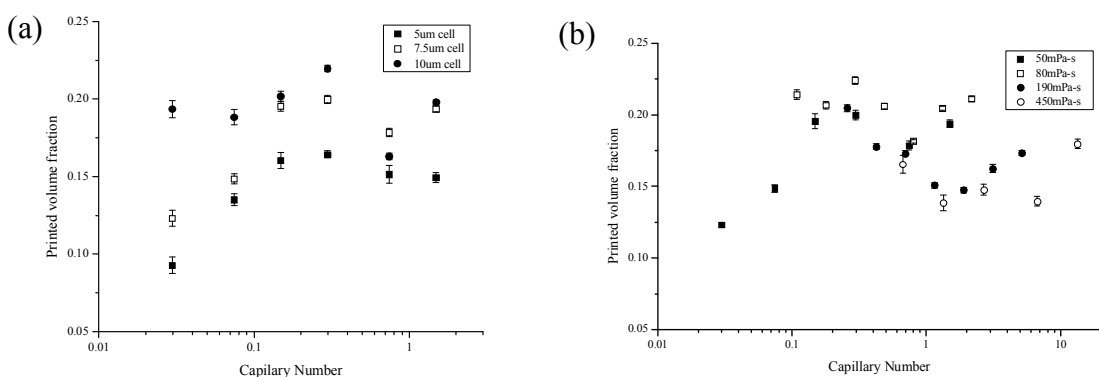 (a)
0.25
0.20
0.15
0.10
0.05
Printed volume fraction
5um cell
7.5um cell
10um cell
0.01
0.1
1
Capilary Number
(b)
0.25
0.20
0.15
0.10
0.05
Printed volume fraction
50mPa-s
80mPa-s
190mPa-s
450mPa-s
0.01
0.1
1
10
Capillary Number